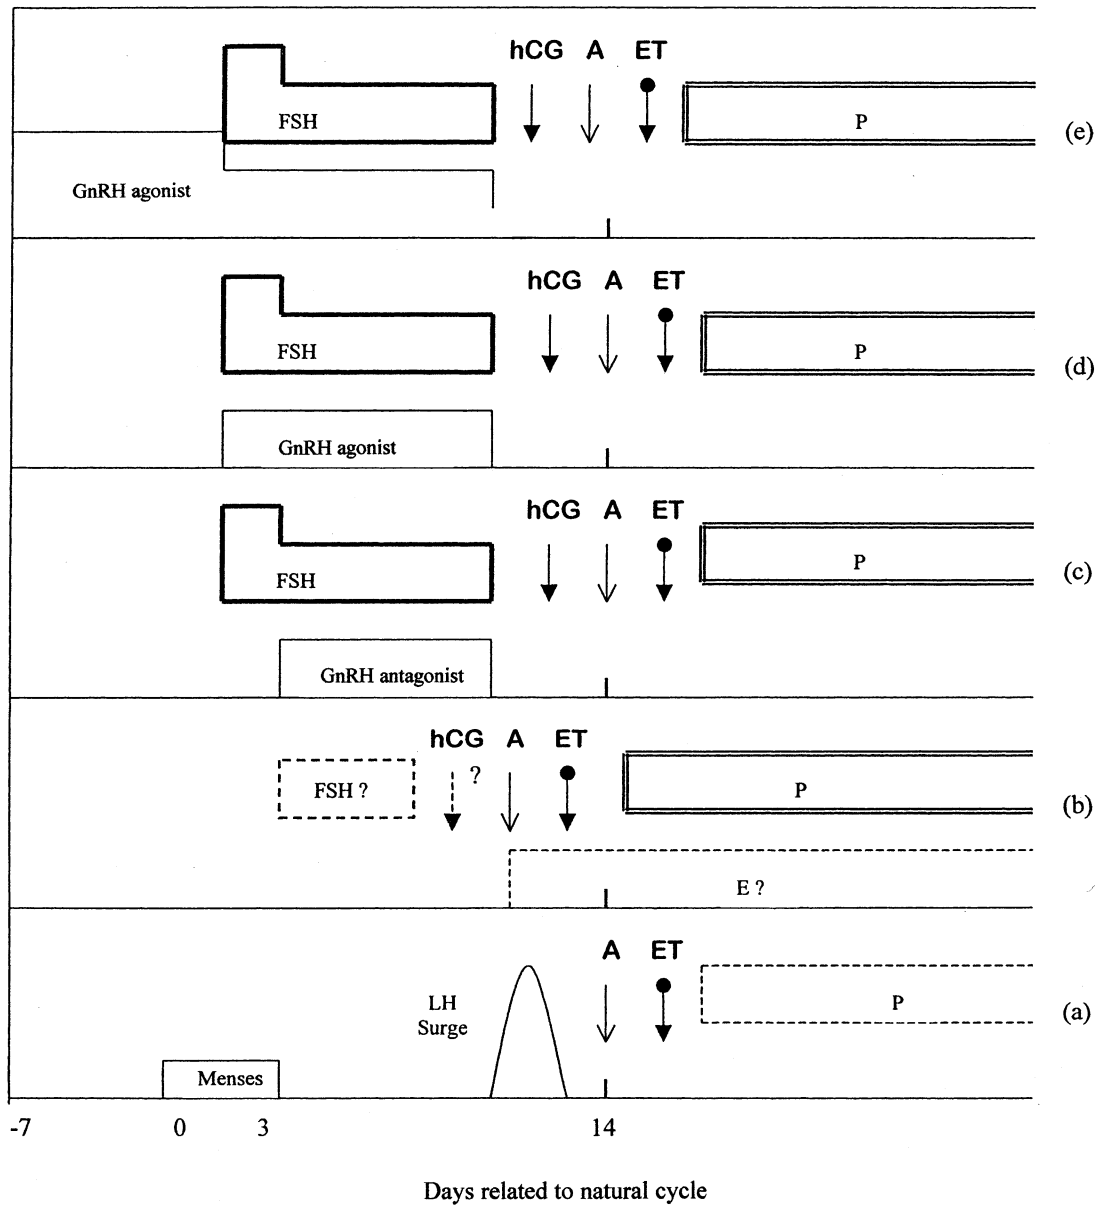 hCG A ET
FSH
P
(e)
GnRH agonist
hCG A ET
FSH
P
(d)
GnRH agonist
hCG A ET
FSH
P
(c)
GnRH antagonist
hCG A ET
FSH ?
?
P
(b)
E ?
A ET
LH
Surge
P
(a)
Menses
-7 0 3 14
Days related to natural cycle